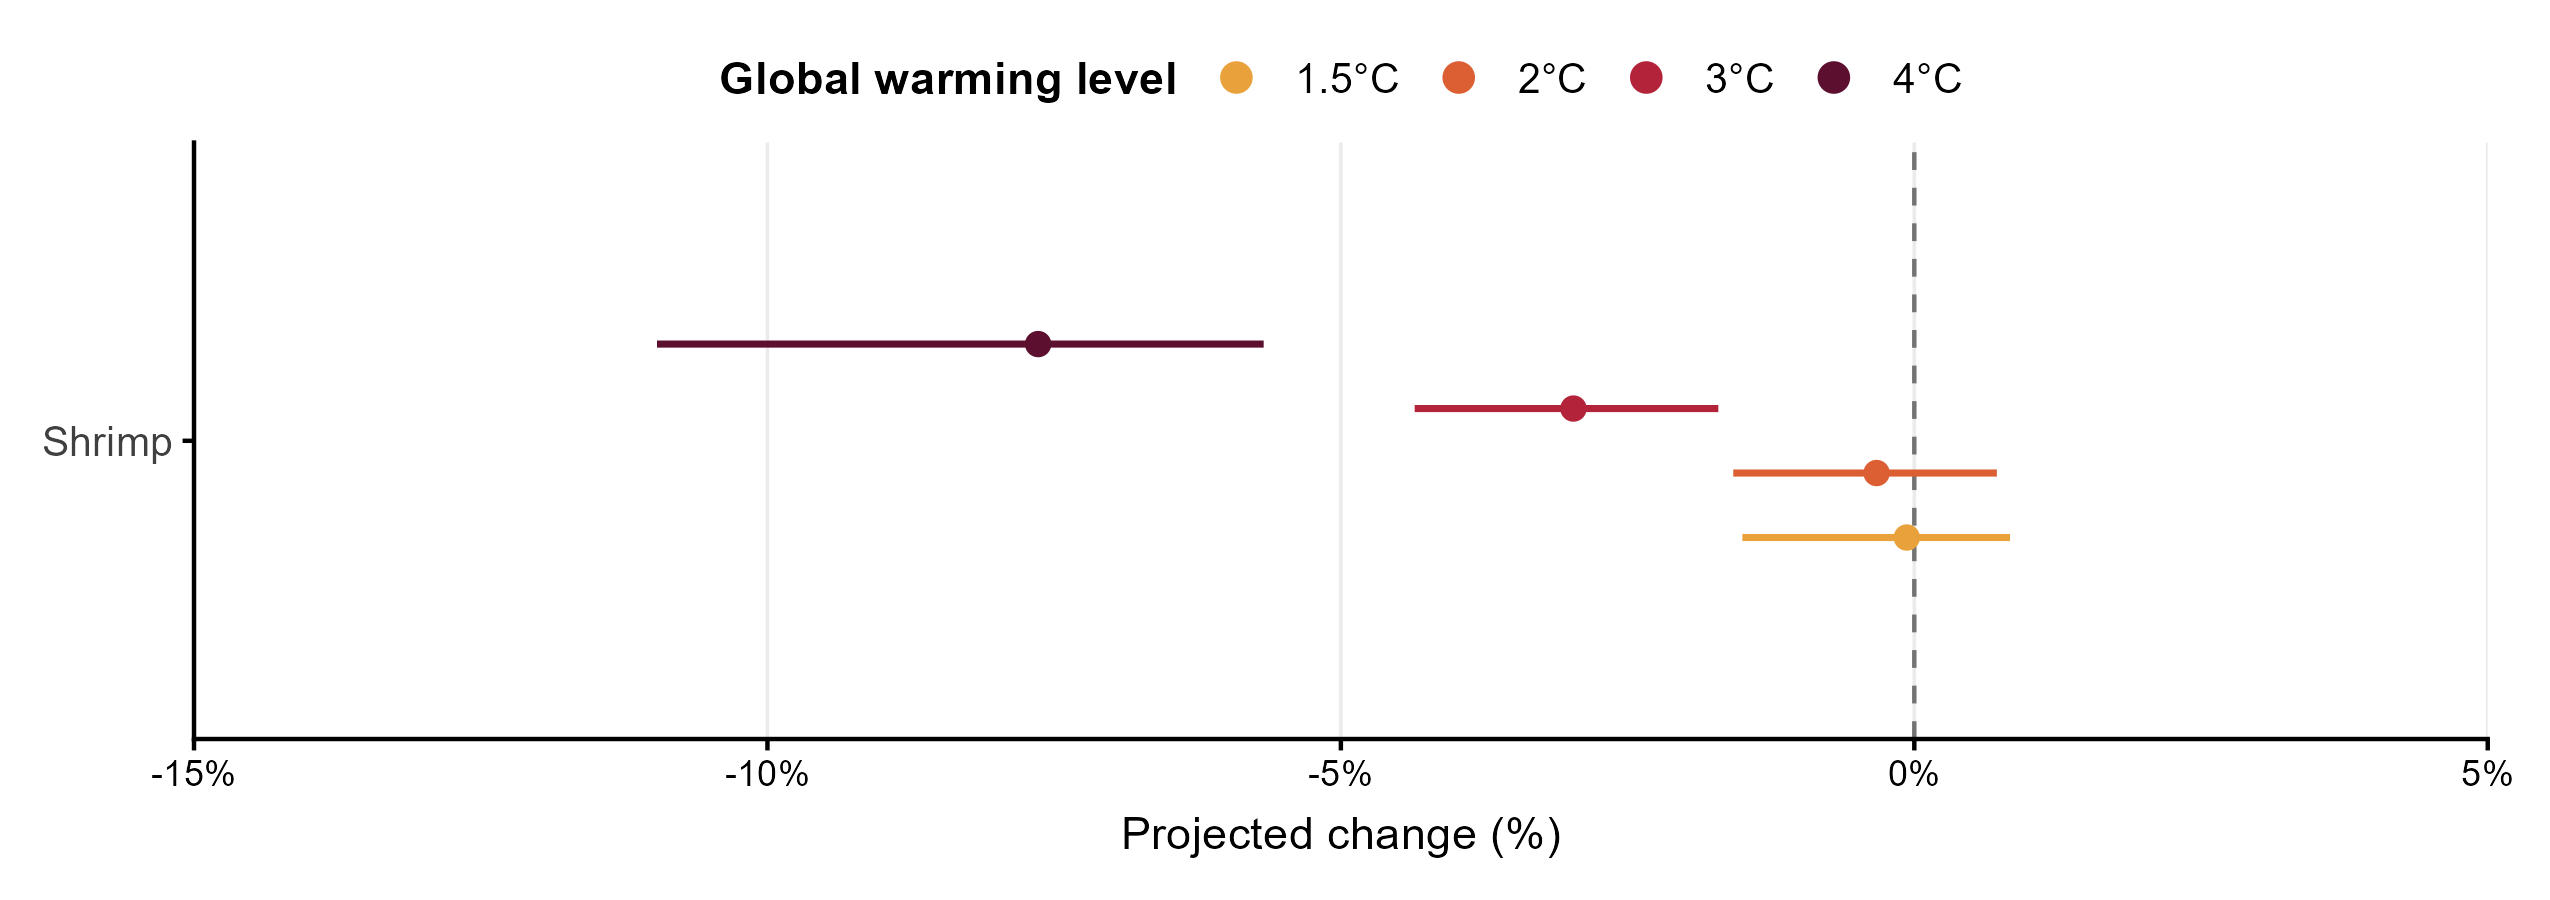 Global warming level 1.5°C 2°C 3°C 4°C
Shrimp
-15% -10% -5% 0% 5%
Projected change (%)